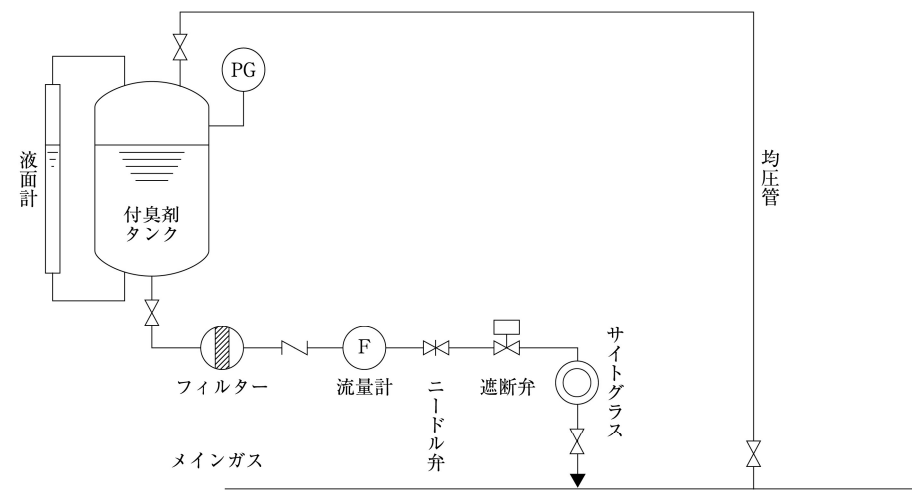 PG
液面計
均圧管
付臭剤
タンク
サイトグラス
F
フィルター
流量計
ニードル弁
遮断弁
メインガス